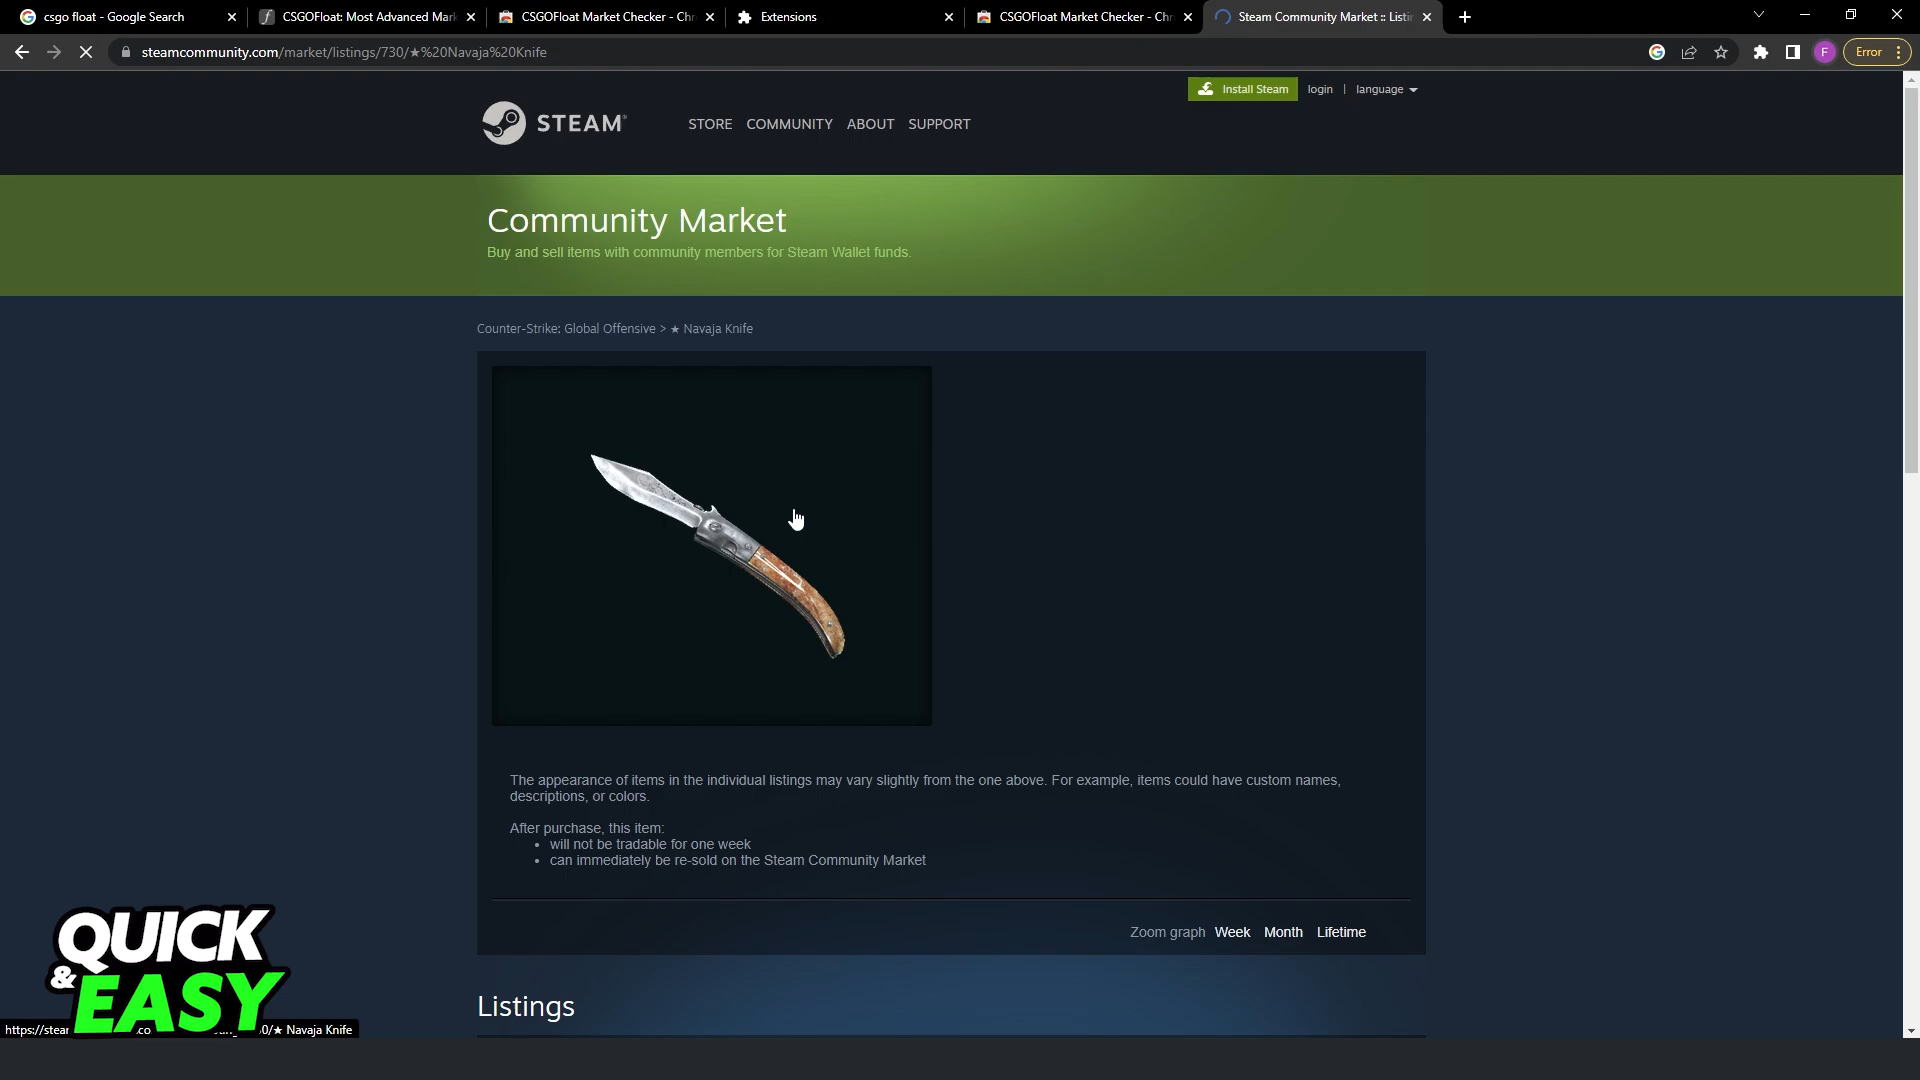 csgo float - Google Search
CSGOFloat: Most Advanced Mark
CSGOFloat Market Checker - Chr
Extensions
CSGOFloat Market Checker - Chr
Steam Community Market :: Listin
steamcommunity.com/market/listings/730/★%20Navaja%20Knife
F
Error
Install Steam
login | language
STEAM
STORE COMMUNITY ABOUT SUPPORT
Community Market
Buy and sell items with community members for Steam Wallet funds.
Counter-Strike: Global Offensive > ★ Navaja Knife
The appearance of items in the individual listings may vary slightly from the one above. For example, items could have custom names,
descriptions, or colors.
After purchase, this item:
• will not be tradable for one week
• can immediately be re-sold on the Steam Community Market
Zoom graph Week Month Lifetime
Listings
QUICK
& EASY
https://stear
0/★ Navaja Knife